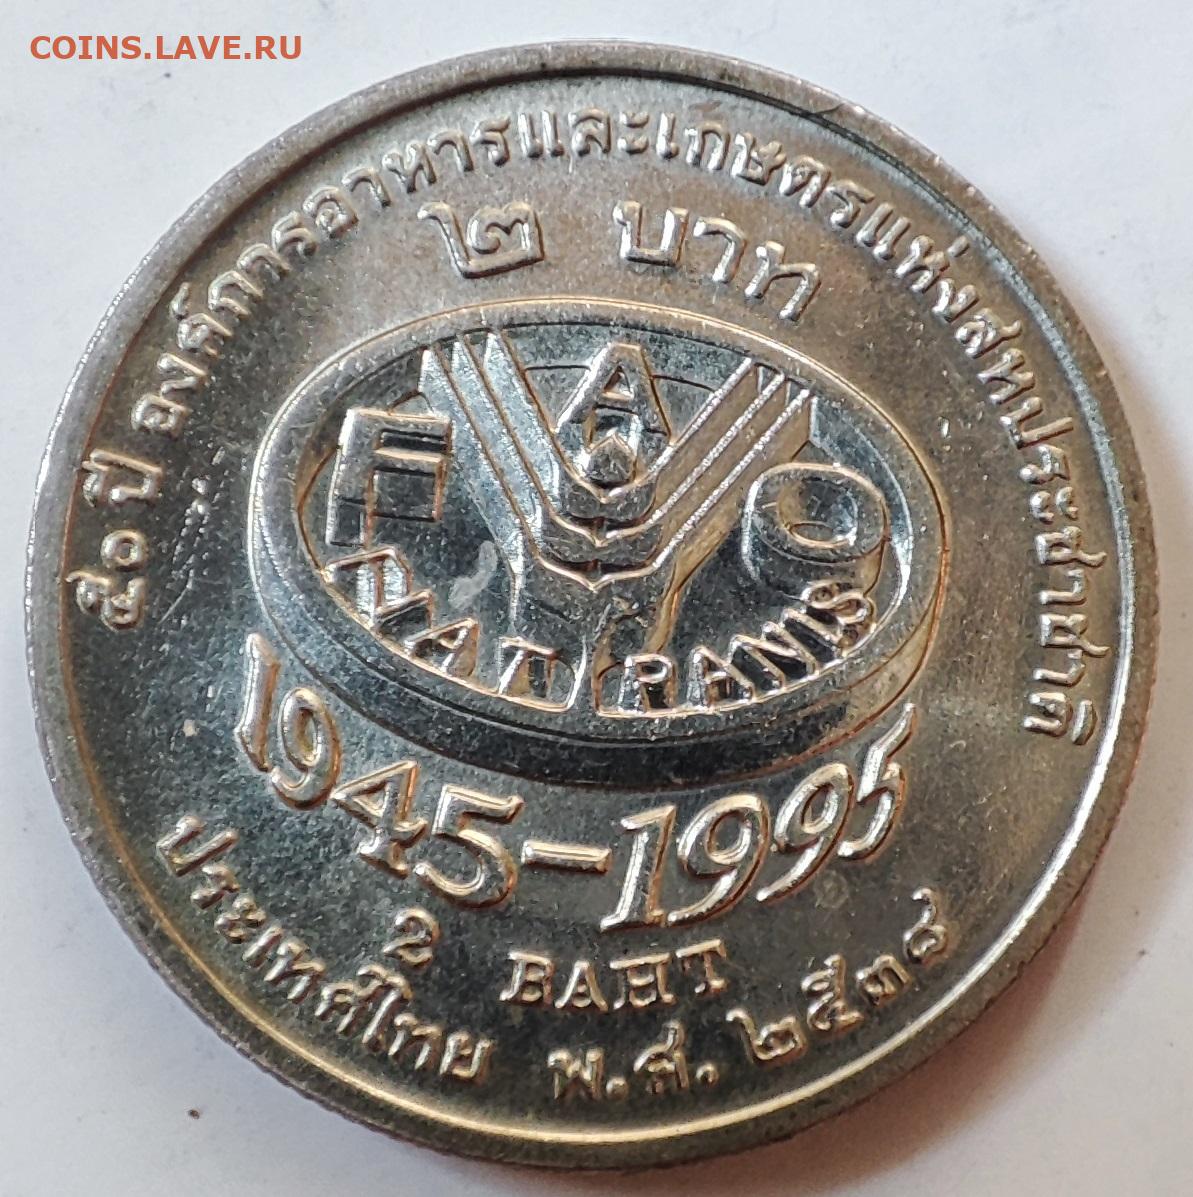 COINS.LAVE.RU
๕๐ ปี องค์การอาหารและเกษตรแห่งสหประชาชาติ
๒ บาท
F A O
FIAT PANIS
1945-1995
2 BAHT
ประเทศไทย พ.ศ. ๒๕๓๘